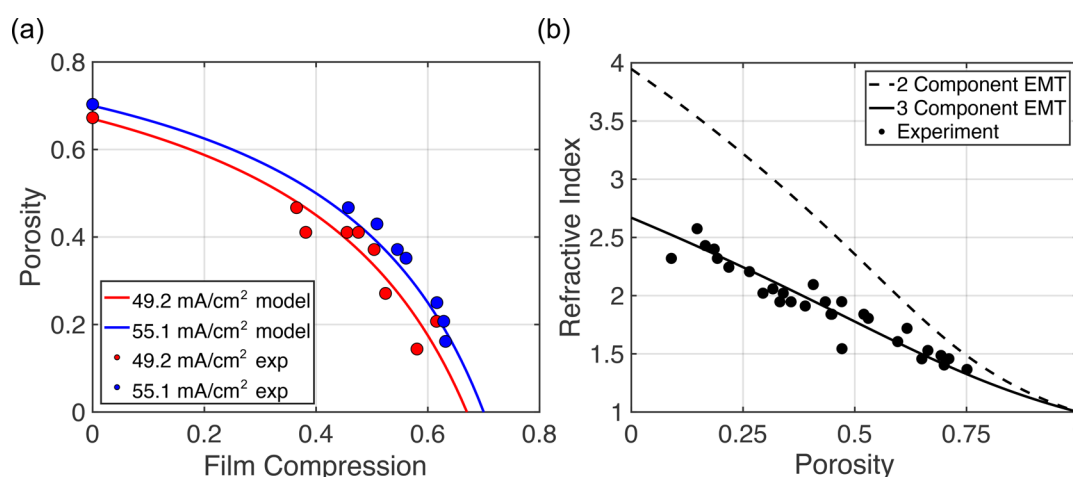 (a)
0.8
0.6
0.4
0.2
0
0
0.2
0.4
0.6
0.8
Porosity
Film Compression
49.2 mA/cm² model
55.1 mA/cm² model
49.2 mA/cm² exp
55.1 mA/cm² exp
(b)
4
3.5
3
2.5
2
1.5
1
0
0.25
0.5
0.75
Refractive Index
Porosity
2 Component EMT
3 Component EMT
Experiment